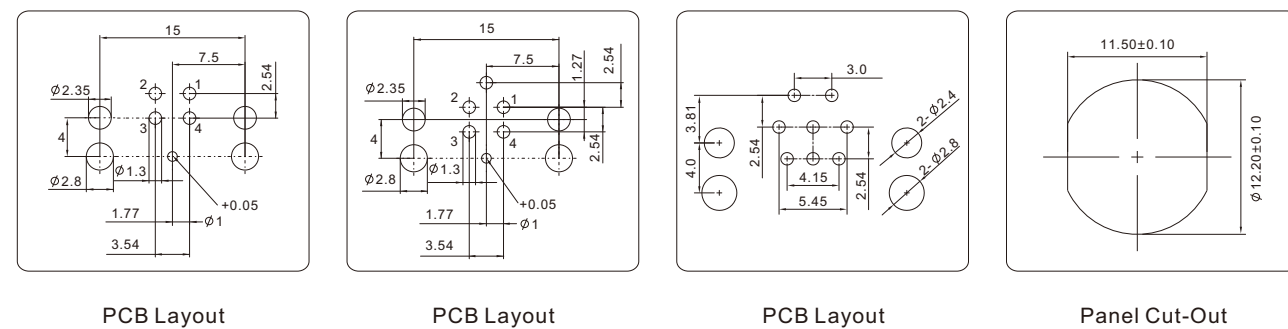 15
7.5
2.54
Ø2.35
2
1
4
3
4
Ø1.3
Ø2.8
+0.05
1.77
Ø1
3.54
PCB Layout
15
7.5
1.27
2.54
Ø2.35
2
1
4
3
4
2.54
Ø1.3
Ø2.8
+0.05
1.77
Ø1
3.54
PCB Layout
3.0
3.81
2-Ø2.4
2.54
4.0
2-Ø2.8
4.15
2.54
5.45
PCB Layout
11.50±0.10
Ø12.20±0.10
Panel Cut-Out